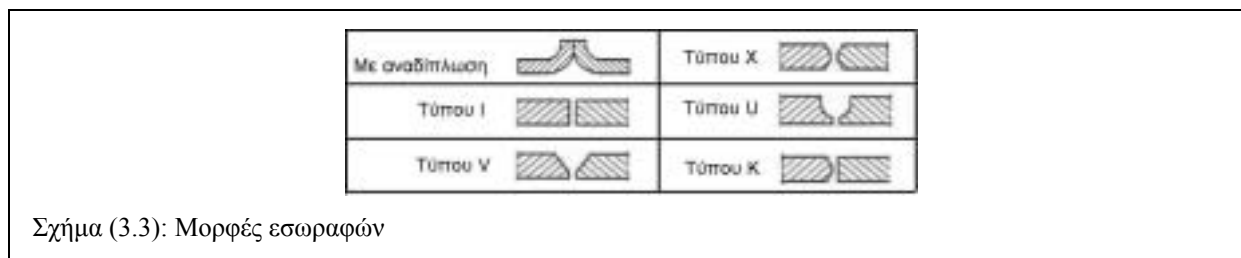 Με αναδίπλωση
Τύπου X
Τύπου I
Τύπου U
Τύπου V
Τύπου K
Σχήμα (3.3): Μορφές εσωραφών